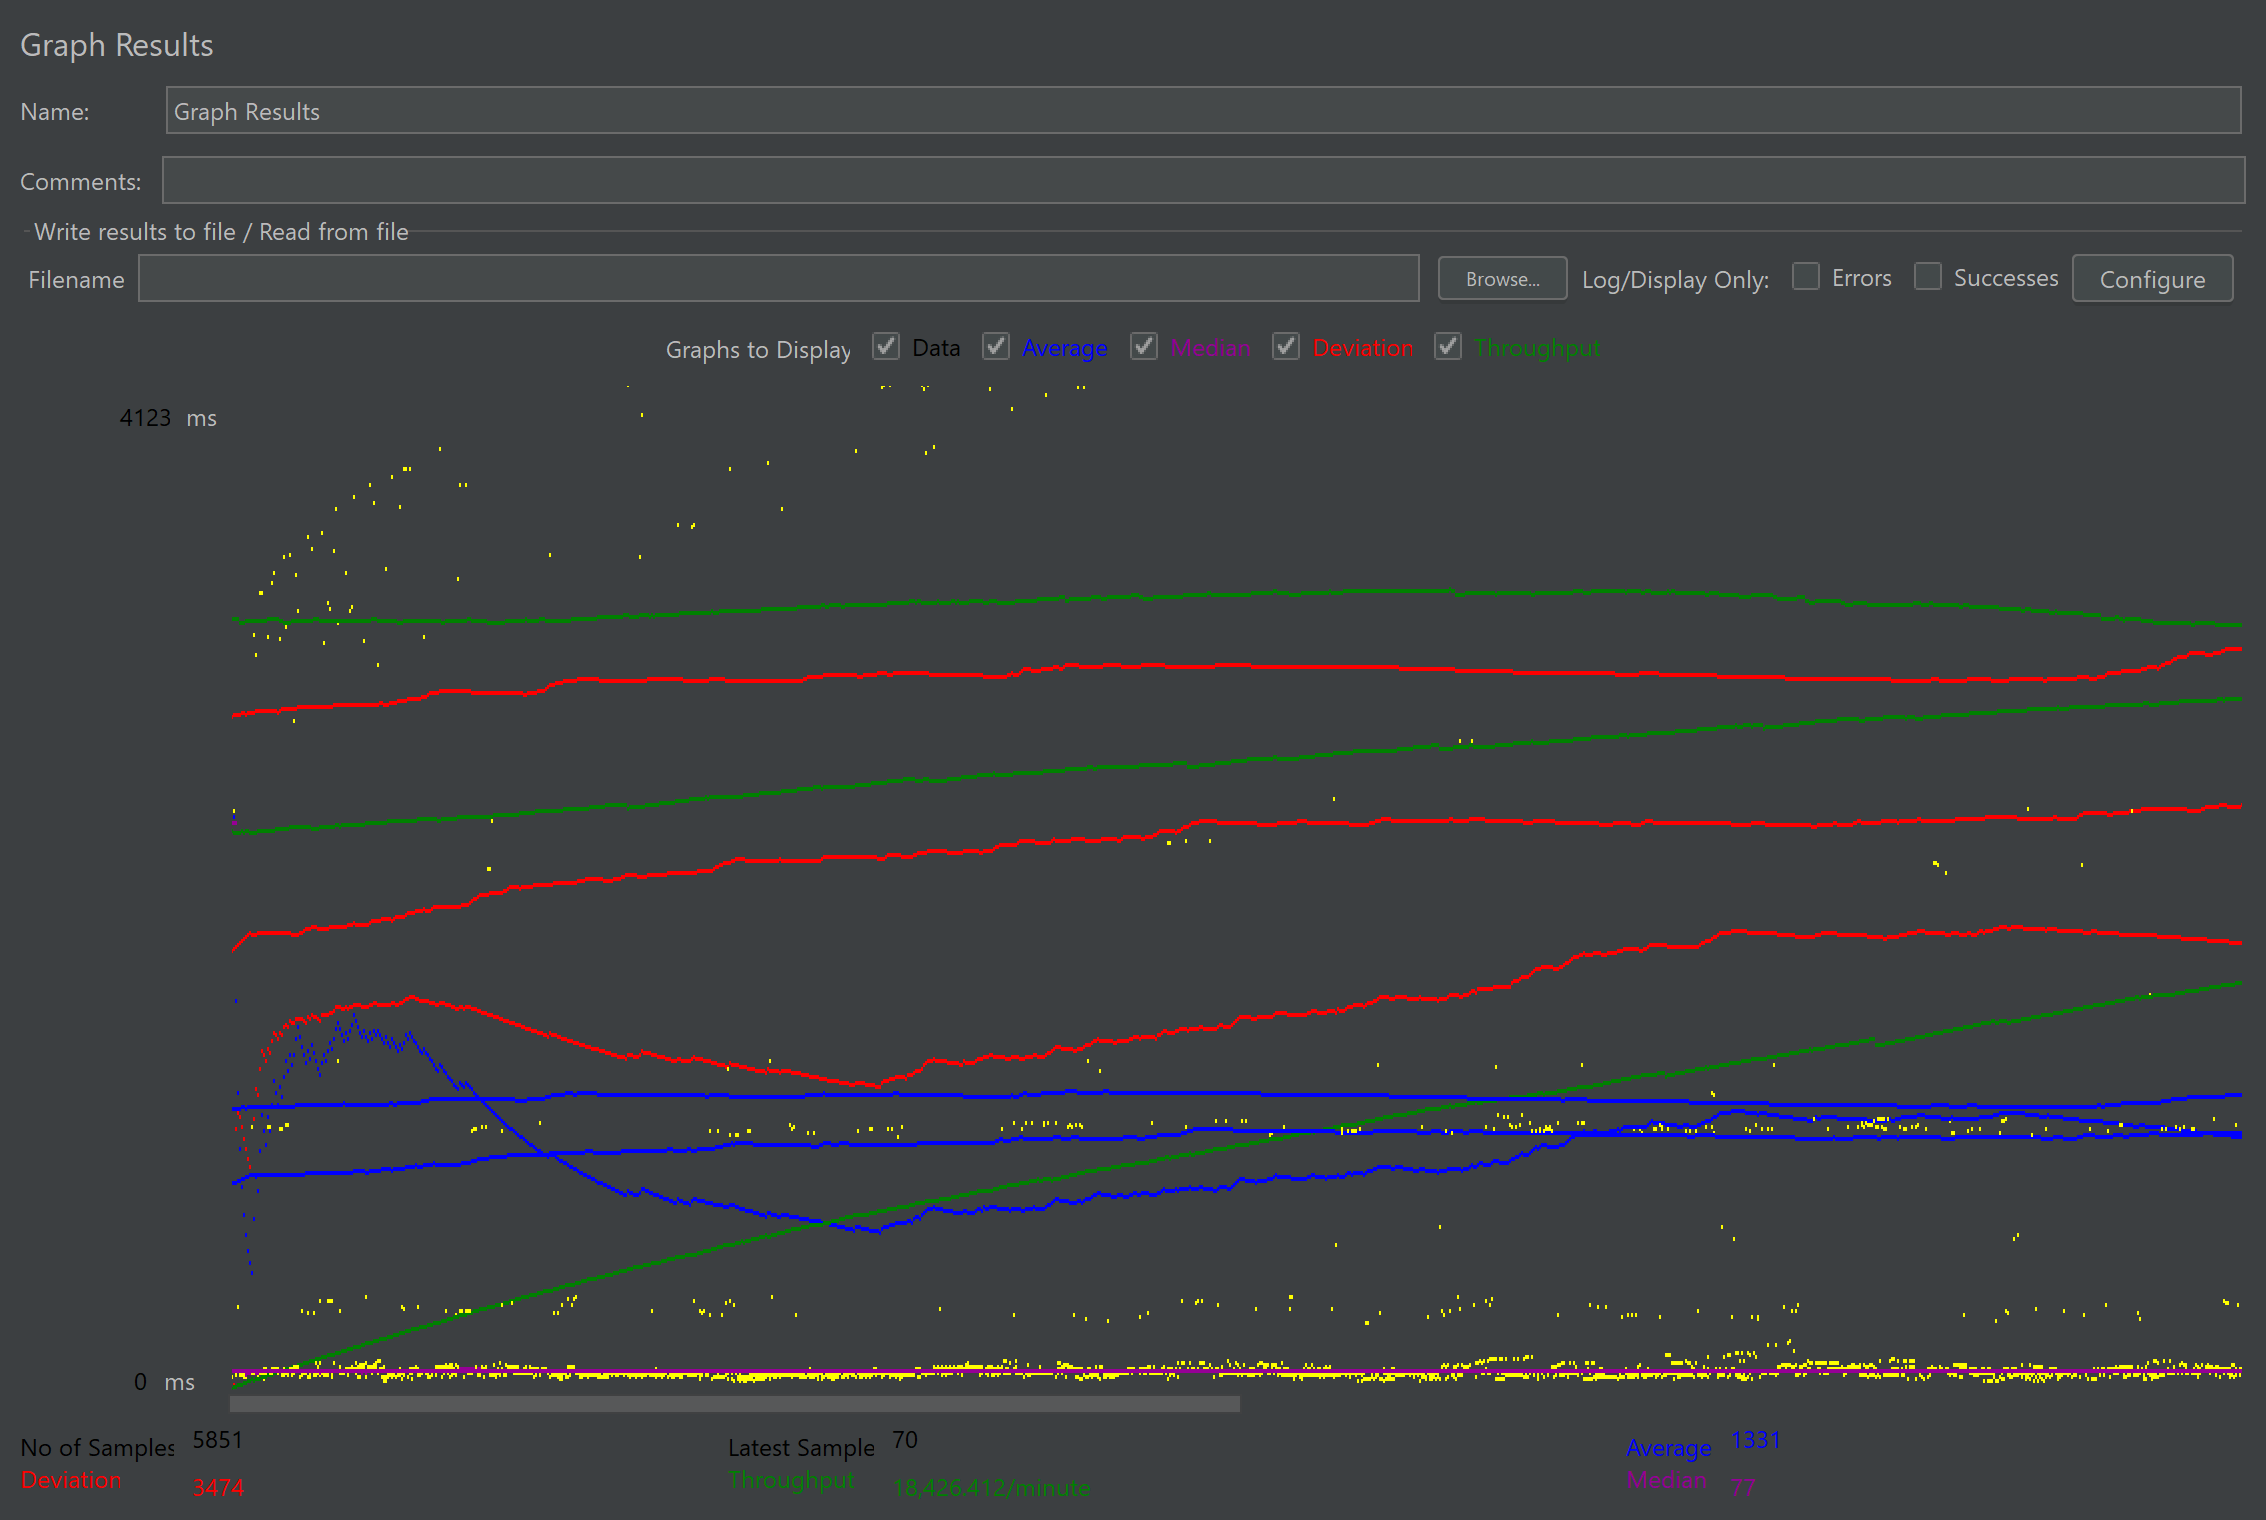 Graph Results
Name: Graph Results
Comments:
Write results to file / Read from file
Filename Browse... Log/Display Only: Errors Successes Configure
Graphs to Display Data Average Median Deviation Throughput
4123 ms
0 ms
No of Samples 5851 Latest Sample 70 Average 1331
Deviation 3474 Throughput 18,426.412/minute Median 77